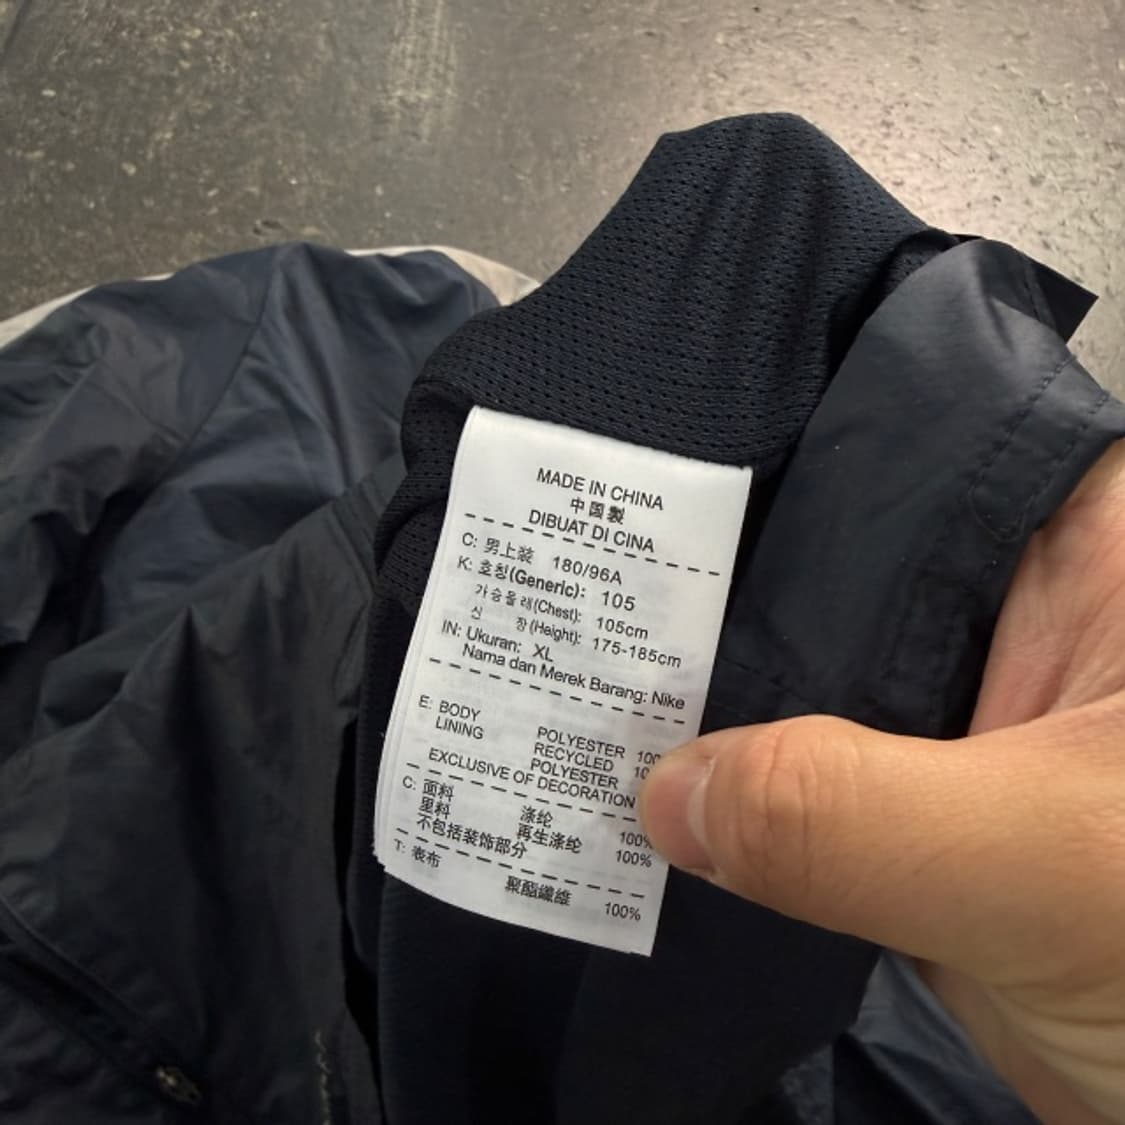 MADE IN CHINA
中国製
DIBUAT DI CINA
C: 男上装 180/96A
K: 호칭(Generic): 105
가슴둘레(Chest): 105cm
신 장(Height): 175-185cm
IN: Ukuran: XL
Nama dan Merek Barang: Nike
E: BODY POLYESTER 100
LINING RECYCLED 10
POLYESTER
EXCLUSIVE OF DECORATION
C: 面料 涤纶 100%
里料 再生涤纶 100%
不包括装饰部分
T: 表布 聚酯纖維 100%